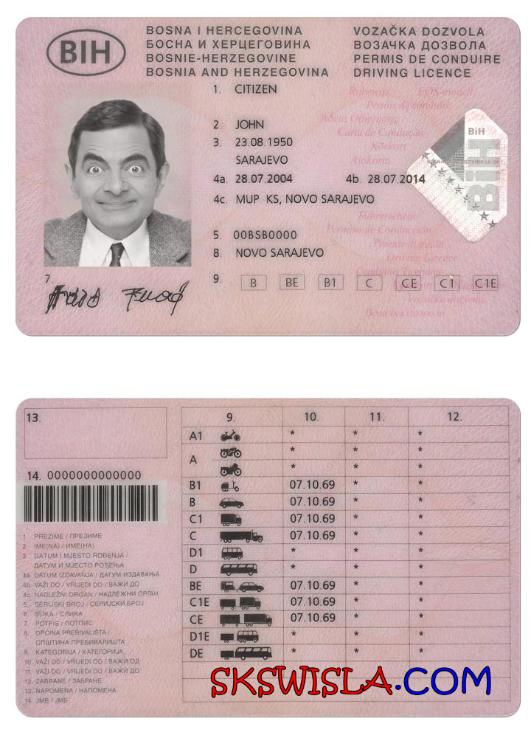 BIH
BOSNA I HERCEGOVINA
БОСНА И ХЕРЦЕГОВИНА
BOSNIE-HERZEGOVINE
BOSNIA AND HERZEGOVINA
VOZAČKA DOZVOLA
ВОЗАЧКА ДОЗВОЛА
PERMIS DE CONDUIRE
DRIVING LICENCE
1. CITIZEN
2 JOHN
3. 23.08.1950
SARAJEVO
4a. 28.07.2004 4b. 28.07.2014
4c. MUP KS, NOVO SARAJEVO
5. 00BSB0000
8. NOVO SARAJEVO
7.
9. B BE B1 C CE C1 C1E
BiH
BiH
13.
14. 0000000000000
1 PREZIME / ПРЕЗИМЕ
2 IME(NA) / ИМЕ(НА)
3 DATUM I MJESTO ROĐENJA /
ДАТУМ И МЈЕСТО РОЂЕЊА
4a DATUM IZDAVANJA / ДАТУМ ИЗДАВАЊА
4b VAŽI DO / VRIJEDI DO / ВАЖИ ДО
4c NADLEŽNI ORGAN / НАДЛЕЖНИ ОРГАН
5 SERIJSKI BROJ / СЕРИЈСКИ БРОЈ
6 SLIKA / СЛИКА
7 POTPIS / ПОТПИС
8 OPĆINA PREBIVALIŠTA /
ОПШТИНА ПРЕБИВАЛИШТА
9 KATEGORIJA / КАТЕГОРИЈА
10 VAŽI OD / VRIJEDI OD / ВАЖИ ОД
11 VAŽI DO / VRIJEDI DO / ВАЖИ ДО
12 ZABRANE / ЗАБРАНЕ
13 NAPOMENA / НАПОМЕНА
14 JMB / ЈМБ
9. 10. 11. 12.
A1 * * *
A * * *
* * *
B1 07.10.69 * *
B 07.10.69 * *
C1 07.10.69 * *
C 07.10.69 * *
D1 * * *
D * * *
BE 07.10.69 * *
C1E 07.10.69 * *
CE 07.10.69 * *
D1E * * *
DE * * *
SKSWISLA.COM